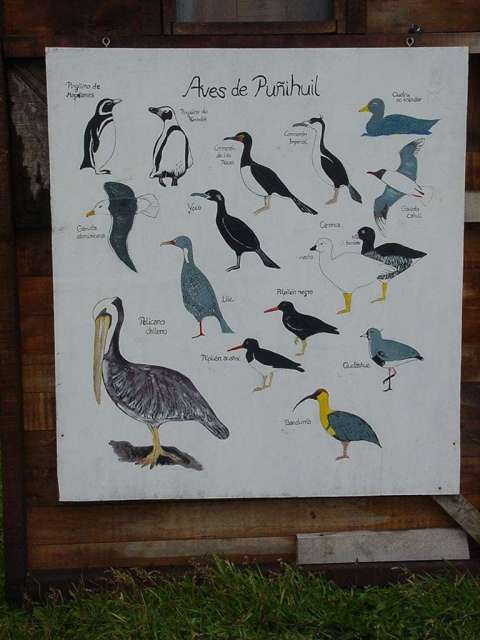 Aves de Puñihuil
Pingüino de
Magallanes
Pingüino de
Humboldt
Cormorán
de las
Rocas
Cormorán
Imperial
Quetru
no volador
Gaviota
dominicana
Yeco
Gaviota
cahuil
Caranca
macho
hembra
Lile
Pelícano
chileno
Pilpilén negro
Pilpilén austral
Queltehue
Bandurria